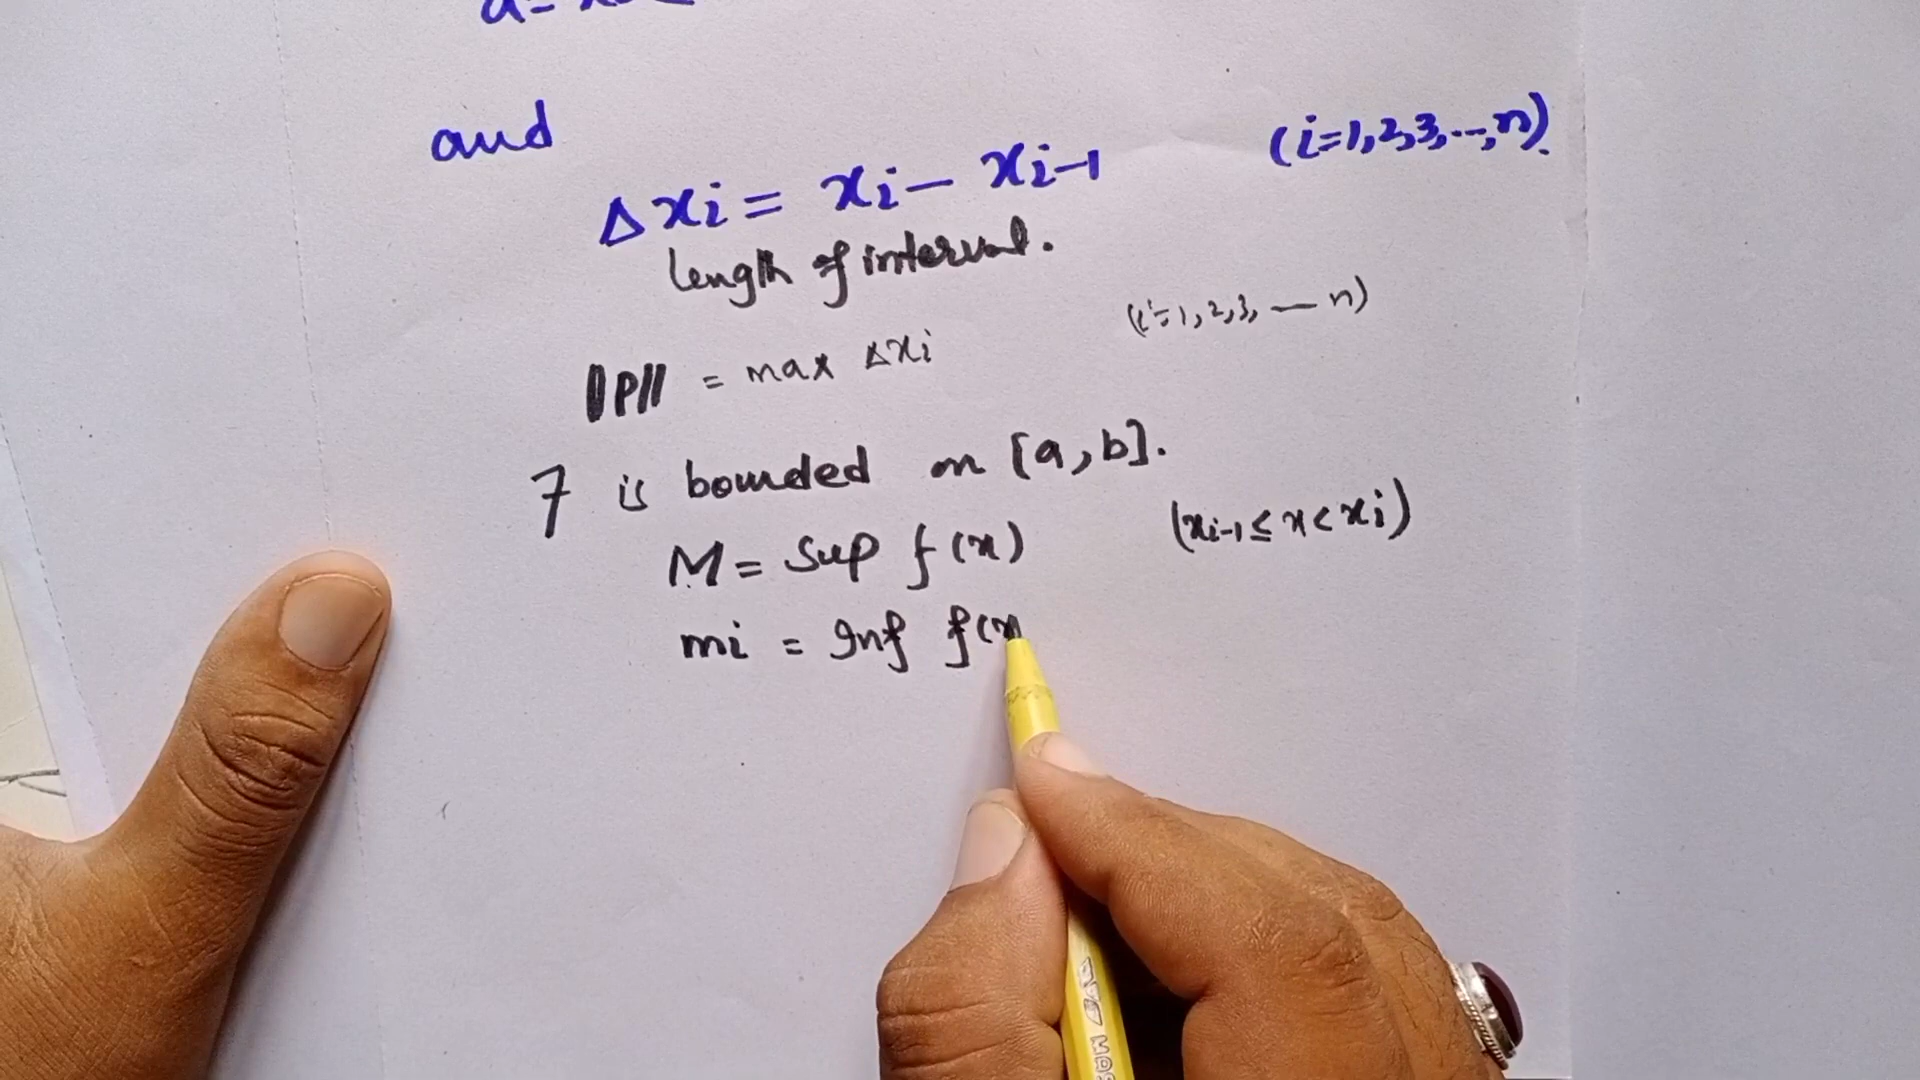 a=
and
Δxi = xi - xi-1 (i=1,2,3,...,n).
length of interval.
||P|| = max Δxi (i=1,2,3, — n)
f is bounded on [a,b].
M = Sup f(x) (xi-1 ≤ x < xi)
mi = Inf f(x